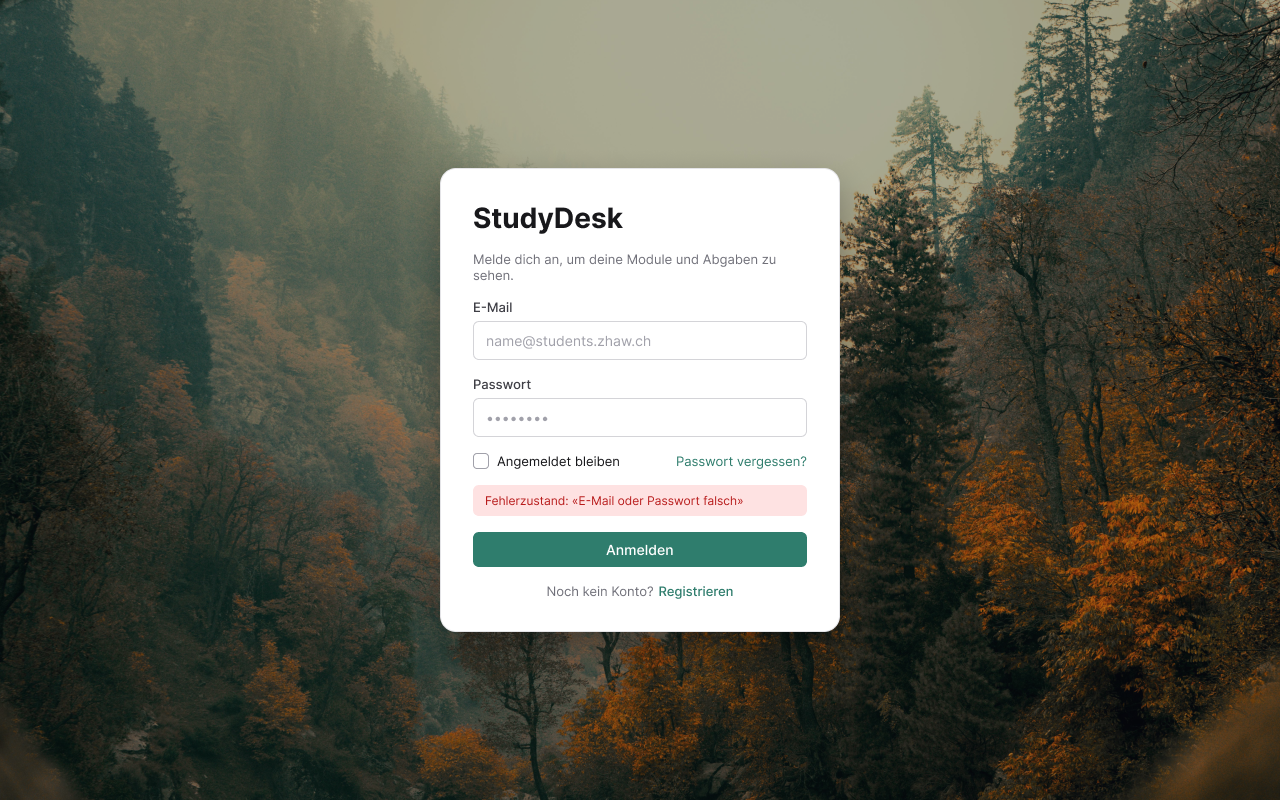 StudyDesk
Melde dich an, um deine Module und Abgaben zu
sehen.
E-Mail
name@students.zhaw.ch
Passwort
••••••••
Angemeldet bleiben Passwort vergessen?
Fehlerzustand: «E-Mail oder Passwort falsch»
Anmelden
Noch kein Konto? Registrieren